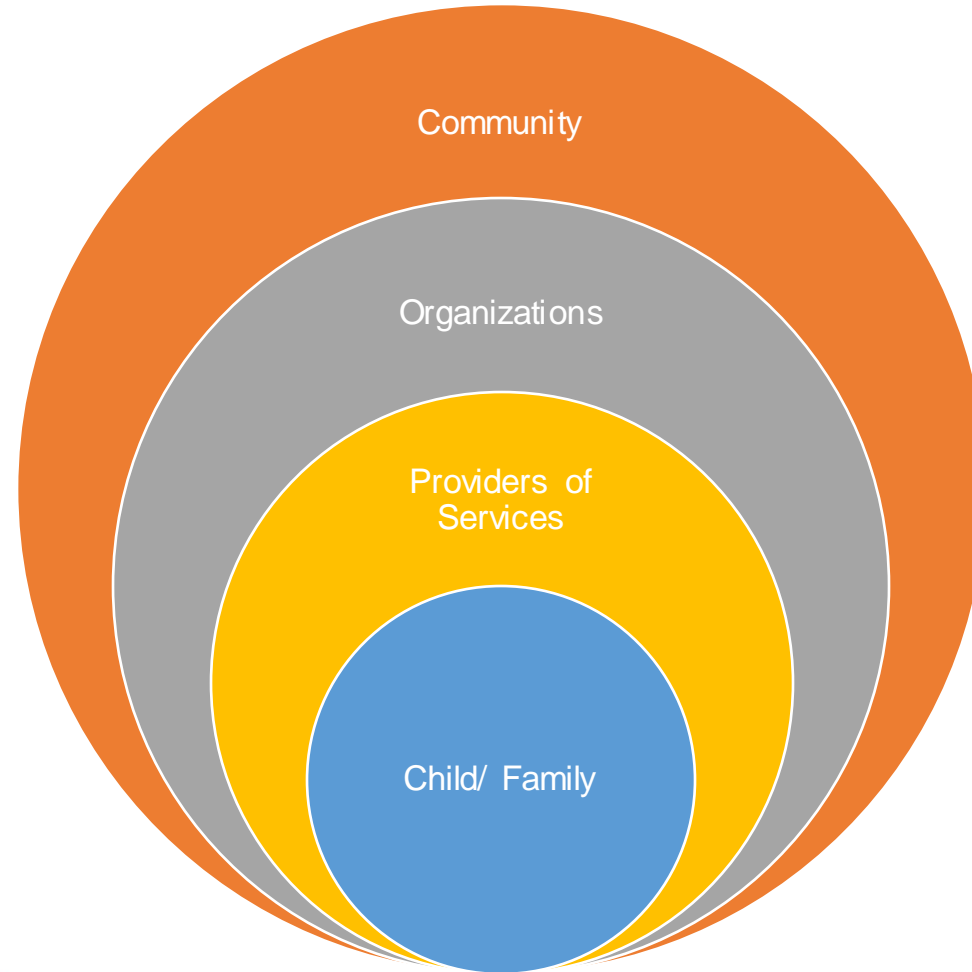 Community
Organizations
Providers of
Services
Child/ Family